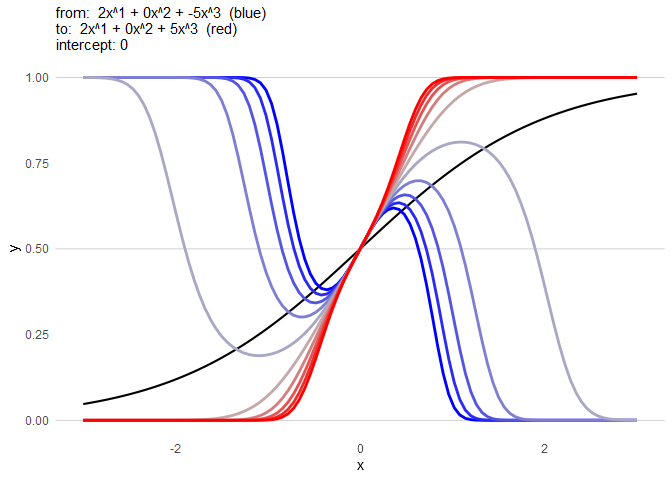 from:  2x^1 + 0x^2 + -5x^3  (blue)
to:  2x^1 + 0x^2 + 5x^3  (red)
intercept: 0
1.00
0.75
0.50
0.25
0.00
y
-2
0
2
x